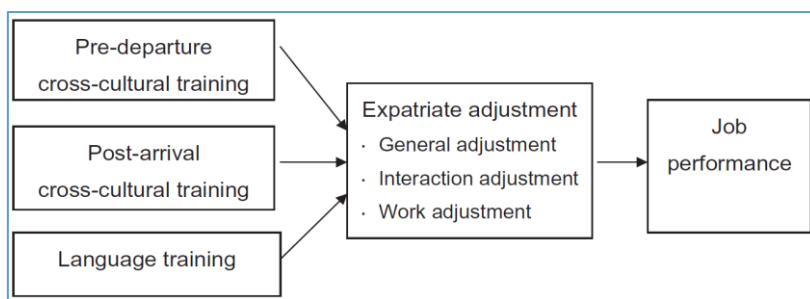 Pre-departure
cross-cultural training
Post-arrival
cross-cultural training
Language training
Expatriate adjustment
· General adjustment
· Interaction adjustment
· Work adjustment
Job
performance